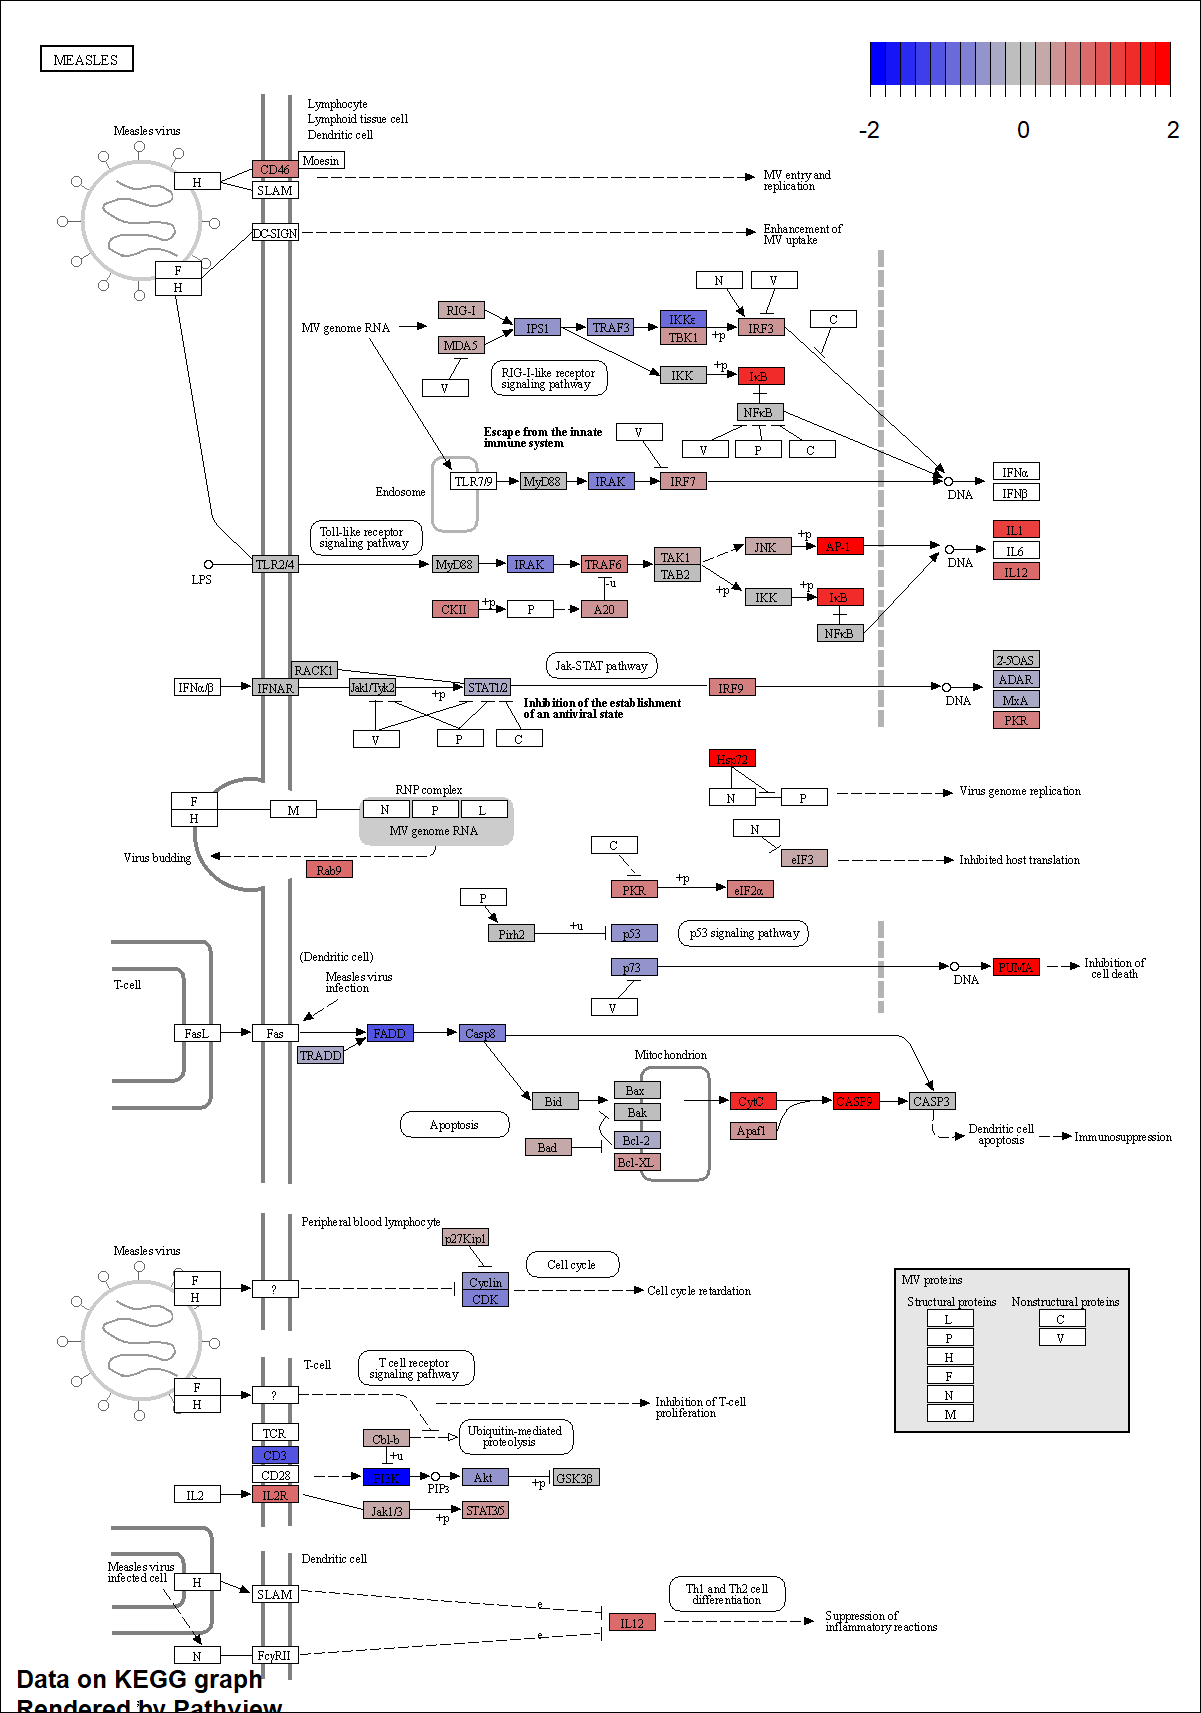 MEASLES
-2
0
2
Lymphocyte
Lymphoid tissue cell
Dendritic cell
Measles virus
H
CD46
Moesin
SLAM
MV entry and
replication
DC-SIGN
Enhancement of
MV uptake
F
H
N
V
MV genome RNA
RIG-I
MDA5
V
IPS1
TRAF3
IKKε
TBK1
+p
IRF3
C
RIG-I-like receptor
signaling pathway
IKK
+p
IκB
NFκB
V
P
C
Escape from the innate
immune system
V
Endosome
TLR7/9
MyD88
IRAK
IRF7
DNA
IFNα
IFNβ
Toll-like receptor
signaling pathway
LPS
TLR2/4
MyD88
IRAK
TRAF6
TAK1
TAB2
JNK
+p
AP-1
DNA
IL1
IL6
IL12
CKII
+p
P
-u
A20
+p
IKK
+p
IκB
NFκB
Jak-STAT pathway
IFNα/β
IFNAR
RACK1
Jak1/Tyk2
+p
STAT1/2
IRF9
DNA
2-5OAS
ADAR
MxA
PKR
Inhibition of the establishment
of an antiviral state
V
P
C
Hsp72
N
P
Virus genome replication
RNP complex
F
H
M
N
P
L
MV genome RNA
Virus budding
Rab9
N
eIF3
Inhibited host translation
C
PKR
+p
eIF2α
P
Pirh2
+u
p53
p53 signaling pathway
p73
V
DNA
PUMA
Inhibition of
cell death
T-cell
(Dendritic cell)
Measles virus
infection
FasL
Fas
TRADD
FADD
Casp8
Mitochondrion
Bid
Bax
Bak
Bcl-2
Bcl-XL
Bad
Apoptosis
CytC
Apaf1
CASP9
CASP3
Dendritic cell
apoptosis
Immunosuppression
Peripheral blood lymphocyte
p27Kip1
Measles virus
F
H
?
Cyclin
CDK
Cell cycle
Cell cycle retardation
MV proteins
Structural proteins
Nonstructural proteins
L
P
H
F
N
M
C
V
T-cell
T cell receptor
signaling pathway
F
H
?
Inhibition of T-cell
proliferation
TCR
CD3
CD28
Cbl-b
+u
Ubiquitin-mediated
proteolysis
PI3K
PIP3
Akt
+p
GSK3β
IL2
IL2R
Jak1/3
+p
STAT3/5
Dendritic cell
Measles virus
infected cell
H
SLAM
e
N
FcγRII
e
IL12
Th1 and Th2 cell
differentiation
Suppression of
inflammatory reactions
Data on KEGG graph
Rendered by Pathview